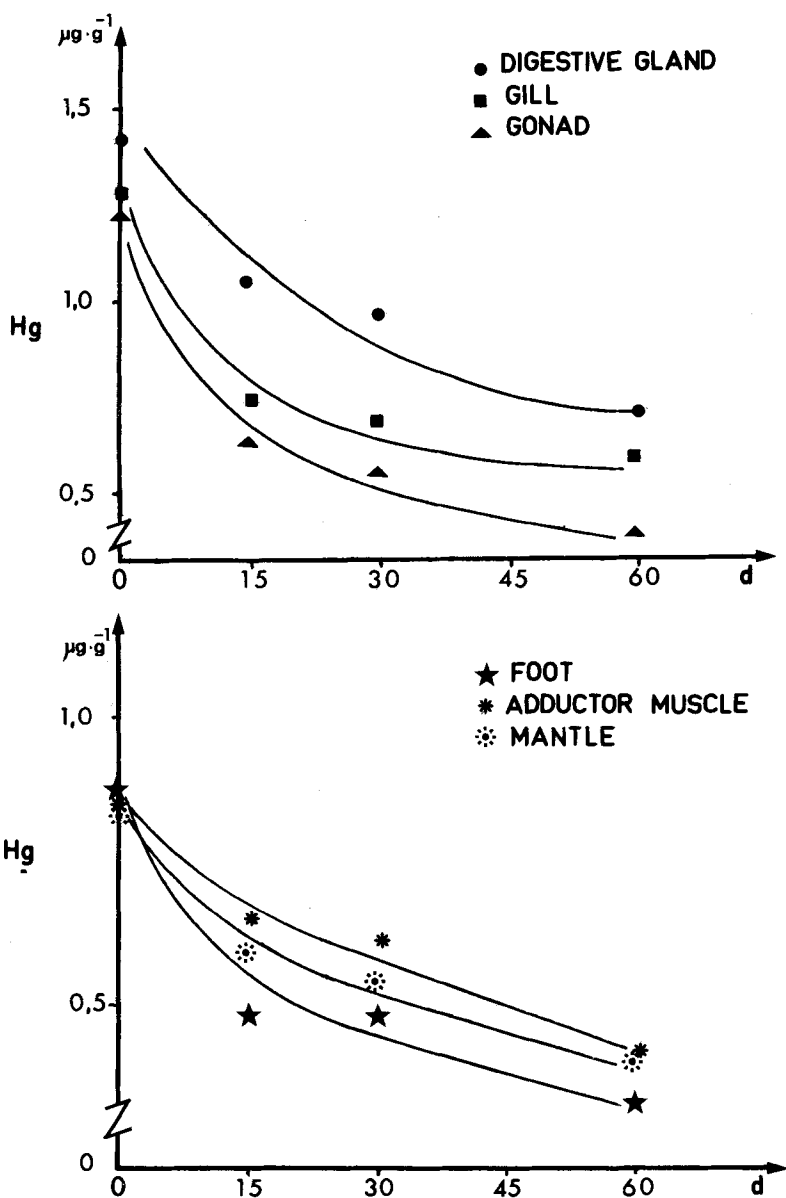 µg·g⁻¹
● DIGESTIVE GLAND
■ GILL
▲ GONAD
1,5
1,0
Hg
0,5
0
0 15 30 45 60 d
µg·g⁻¹
★ FOOT
✱ ADDUCTOR MUSCLE
MANTLE
1,0
Hg
0,5
0
0 15 30 45 60 d